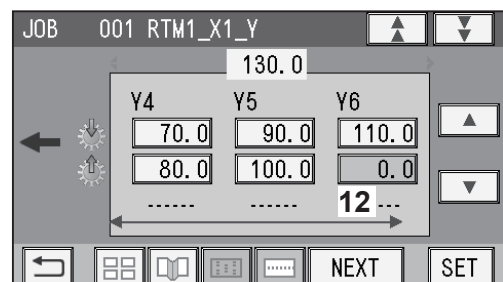 JOB 001 RTM1_X1_Y
130.0
Y4 Y5 Y6
70.0 90.0 110.0
80.0 100.0 0.0
------ ------ 12 ---
NEXT SET